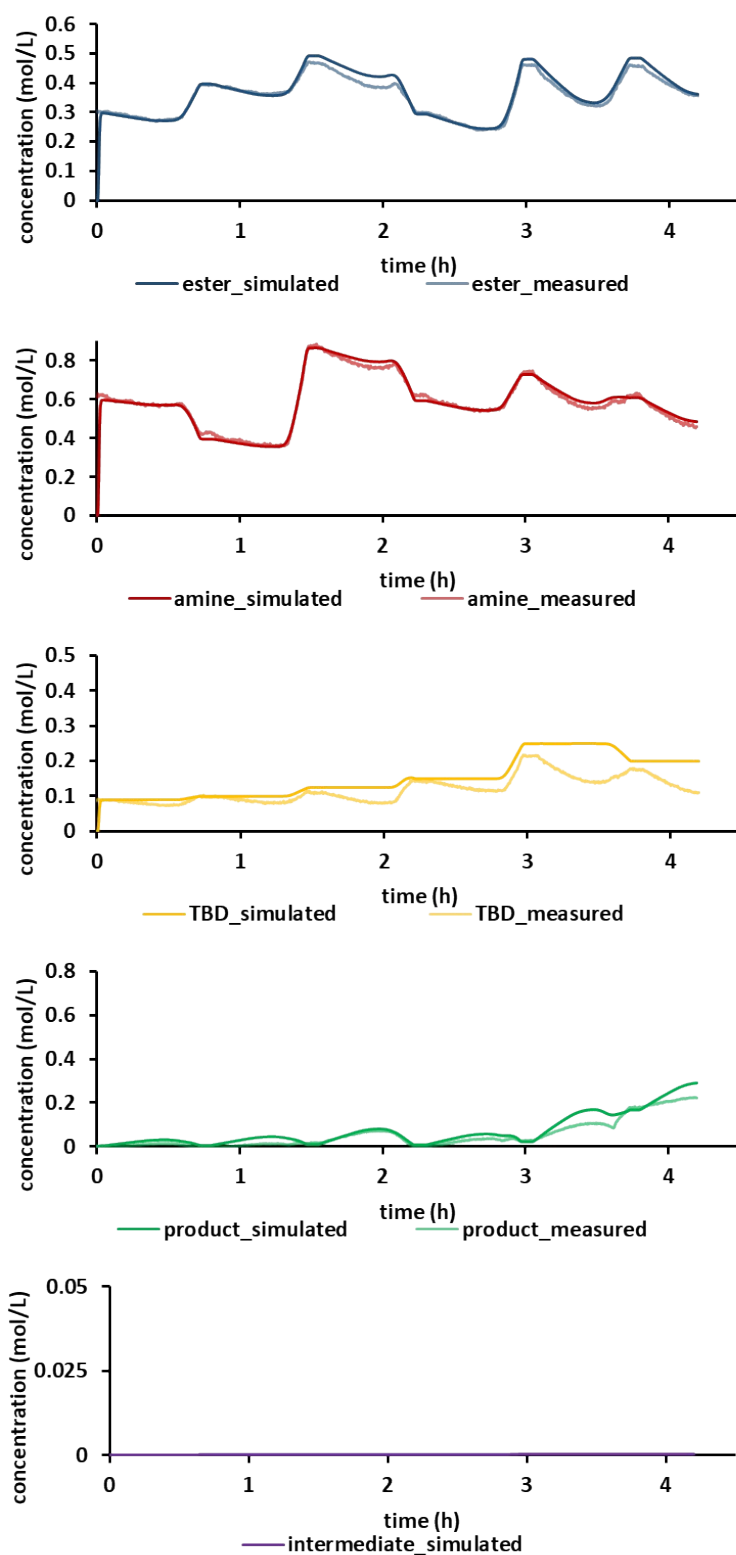 concentration (mol/L)
0.6
0.5
0.4
0.3
0.2
0.1
0
0 1 2 3 4
time (h)
ester_simulated ester_measured
concentration (mol/L)
0.8
0.6
0.4
0.2
0
0 1 2 3 4
time (h)
amine_simulated amine_measured
concentration (mol/L)
0.5
0.4
0.3
0.2
0.1
0
0 1 2 3 4
time (h)
TBD_simulated TBD_measured
concentration (mol/L)
0.8
0.6
0.4
0.2
0
0 1 2 3 4
time (h)
product_simulated product_measured
concentration (mol/L)
0.05
0.025
0
0 1 2 3 4
time (h)
intermediate_simulated